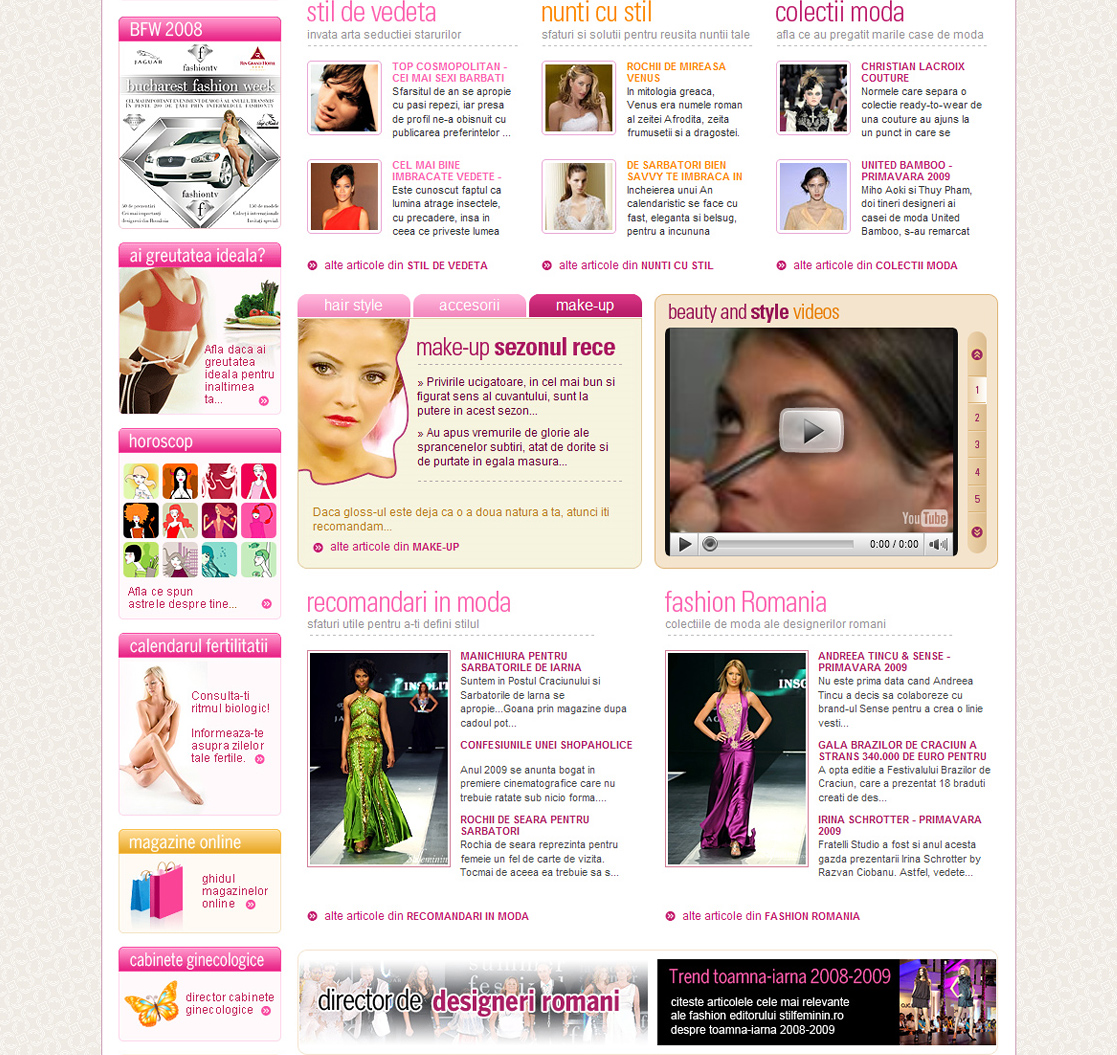 BFW 2008
JAGUAR
fashiontv
bucharest fashion week
fashiontv
ai greutatea ideala?
Afla daca ai
greutatea
ideala pentru
inaltimea
ta...
horoscop
Afla ce spun
astrele despre tine...
calendarul fertilitatii
Consulta-ti
ritmul biologic!
Informeaza-te
asupra zilelor
tale fertile.
magazine online
ghidul
magazinelor
online
cabinete ginecologice
director cabinete
ginecologice
stil de vedeta
invata arta seductiei starurilor
TOP COSMOPOLITAN -
CEI MAI SEXI BARBATI
Sfarsitul de an se apropie
cu pasi repezi, iar presa
de profil ne-a obisnuit cu
publicarea preferintelor ...
CEL MAI BINE
IMBRACATE VEDETE -
Este cunoscut faptul ca
lumina atrage insectele,
cu precadere, insa in
ceea ce priveste lumea
alte articole din STIL DE VEDETA
nunti cu stil
sfaturi si solutii pentru reusita nuntii tale
ROCHII DE MIREASA
VENUS
In mitologia greaca,
Venus era numele roman
al zeitei Afrodita, zeita
frumusetii si a dragostei.
DE SARBATORI BIEN
SAVVY TE IMBRACA IN
Incheierea unui An
calendaristic se face cu
fast, eleganta si belsug,
pentru a incununa
alte articole din NUNTI CU STIL
colectii moda
afla ce au pregatit marile case de moda
CHRISTIAN LACROIX
COUTURE
Normele care separa o
colectie ready-to-wear de
una couture au ajuns la
un punct in care se
UNITED BAMBOO -
PRIMAVARA 2009
Miho Aoki si Thuy Pham,
doi tineri designeri ai
casei de moda United
Bamboo, s-au remarcat
alte articole din COLECTII MODA
hair style
accesorii
make-up
make-up sezonul rece
» Privirile ucigatoare, in cel mai bun si
figurat sens al cuvantului, sunt la
putere in acest sezon...
» Au apus vremurile de glorie ale
sprancenelor subtiri, atat de dorite si
de purtate in egala masura...
Daca gloss-ul este deja ca o a doua natura a ta, atunci iti
recomandam...
alte articole din MAKE-UP
beauty and style videos
YouTube
0:00 / 0:00
1
2
3
4
5
recomandari in moda
sfaturi utile pentru a-ti defini stilul
MANICHIURA PENTRU
SARBATORILE DE IARNA
Suntem in Postul Craciunului si
Sarbatorile de Iarna se
apropie...Goana prin magazine dupa
cadoul pot...
CONFESIUNILE UNEI SHOPAHOLICE
Anul 2009 se anunta bogat in
premiere cinematografice care nu
trebuie ratate sub nicio forma....
ROCHII DE SEARA PENTRU
SARBATORI
Rochia de seara reprezinta pentru
femeie un fel de carte de vizita.
Tocmai de aceea ea trebuie sa s...
alte articole din RECOMANDARI IN MODA
fashion Romania
colectiile de moda ale designerilor romani
ANDREEA TINCU & SENSE -
PRIMAVARA 2009
Nu este prima data cand Andreea
Tincu a decis sa colaboreze cu
brand-ul Sense pentru a crea o linie
vesti...
GALA BRAZILOR DE CRACIUN A
STRANS 340.000 DE EURO PENTRU
A opta editie a Festivalului Brazilor de
Craciun, care a prezentat 18 braduti
creati de des...
IRINA SCHROTTER - PRIMAVARA
2009
Fratelli Studio a fost si anul acesta
gazda prezentarii Irina Schrotter by
Razvan Ciobanu. Astfel, vedete...
alte articole din FASHION ROMANIA
director de designeri romani
Trend toamna-iarna 2008-2009
citeste articolele cele mai relevante
ale fashion editorului stilfeminin.ro
despre toamna-iarna 2008-2009